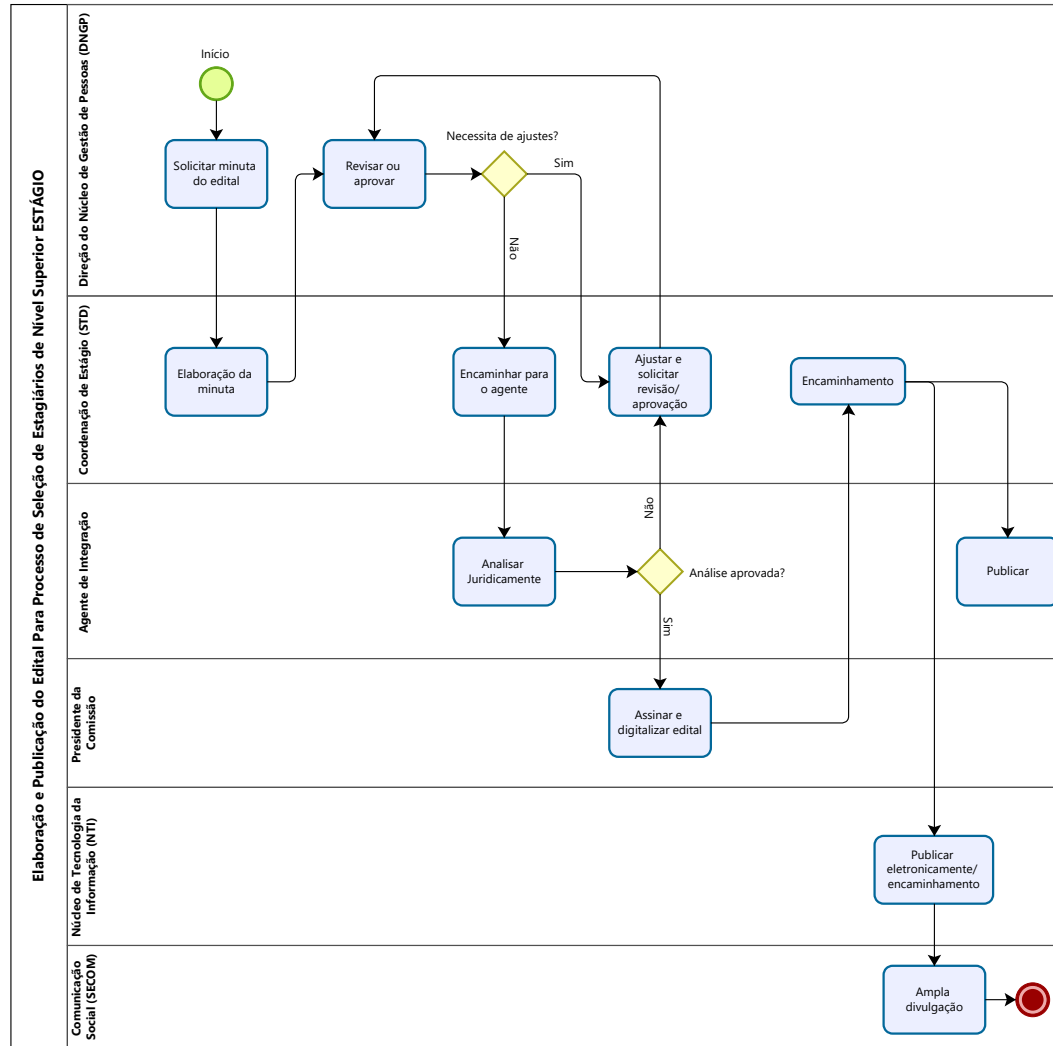 Elaboração e Publicação do Edital Para Processo de Seleção de Estagiários de Nível Superior ESTÁGIO
Direção do Núcleo de Gestão de Pessoas (DNGP)
Início
Solicitar minuta
do edital
Revisar ou
aprovar
Necessita de ajustes?
Sim
Não
Coordenação de Estágio (STD)
Elaboração da
minuta
Encaminhar para
o agente
Ajustar e
solicitar
revisão/
aprovação
Encaminhamento
Agente de Integração
Não
Analisar
Juridicamente
Análise aprovada?
Sim
Publicar
Presidente da
Comissão
Assinar e
digitalizar edital
Núcleo de Tecnologia da
Informação (NTI)
Publicar
eletronicamente/
encaminhamento
Comunicação
Social (SECOM)
Ampla
divulgação